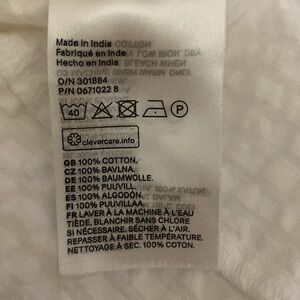 Made in India
Fabriqué en Inde
Hecho en India
O/N 301884
P/N 0671022 8
40 P
clevercare.info
GB 100% COTTON.
CZ 100% BAVLNA.
DE 100% BAUMWOLLE.
EE 100% PUUVILL.
ES 100% ALGODÓN.
FI 100% PUUVILLAA.
FR LAVER À LA MACHINE À L'EAU
TIÈDE. BLANCHIR SANS CHLORE
SI NÉCESSAIRE. SÉCHER À L'AIR.
REPASSER À FAIBLE TEMPÉRATURE.
NETTOYAGE À SEC. 100% COTON.